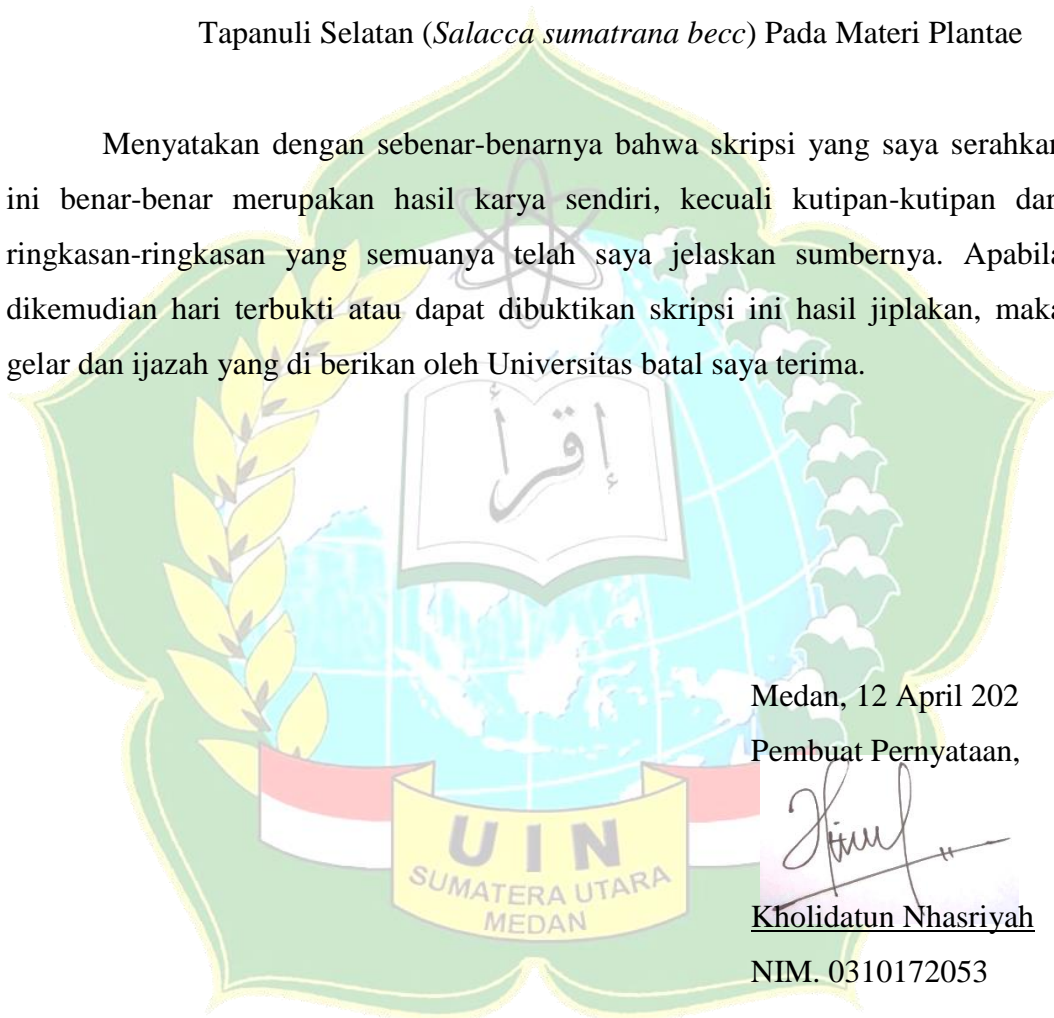 Tapanuli Selatan (Salacca sumatrana becc) Pada Materi Plantae
Menyatakan dengan sebenar-benarnya bahwa skripsi yang saya serahkan
ini benar-benar merupakan hasil karya sendiri, kecuali kutipan-kutipan dan
ringkasan-ringkasan yang semuanya telah saya jelaskan sumbernya. Apabila
dikemudian hari terbukti atau dapat dibuktikan skripsi ini hasil jiplakan, maka
gelar dan ijazah yang di berikan oleh Universitas batal saya terima.
إقرأ
Medan, 12 April 202
Pembuat Pernyataan,
UIN
SUMATERA UTARA
MEDAN
Kholidatun Nhasriyah
NIM. 0310172053